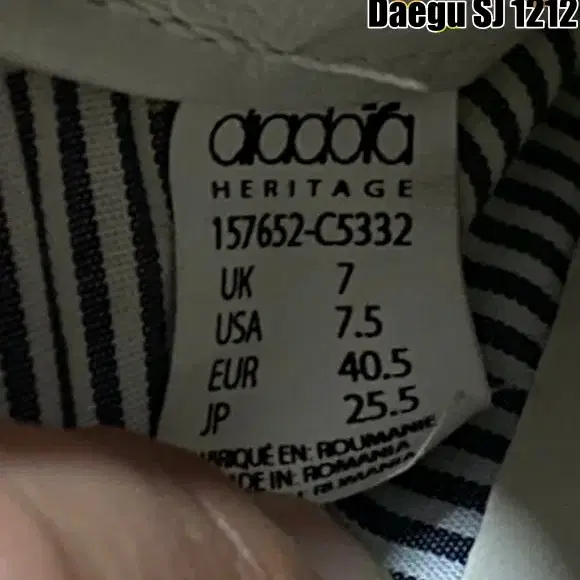 Daegu SJ 1212
diadora
HERITAGE
157652-C5332
UK 7
USA 7.5
EUR 40.5
JP 25.5
RIQUÉ EN: ROUMANIE
DE IN: ROMANIA
ROMANIA